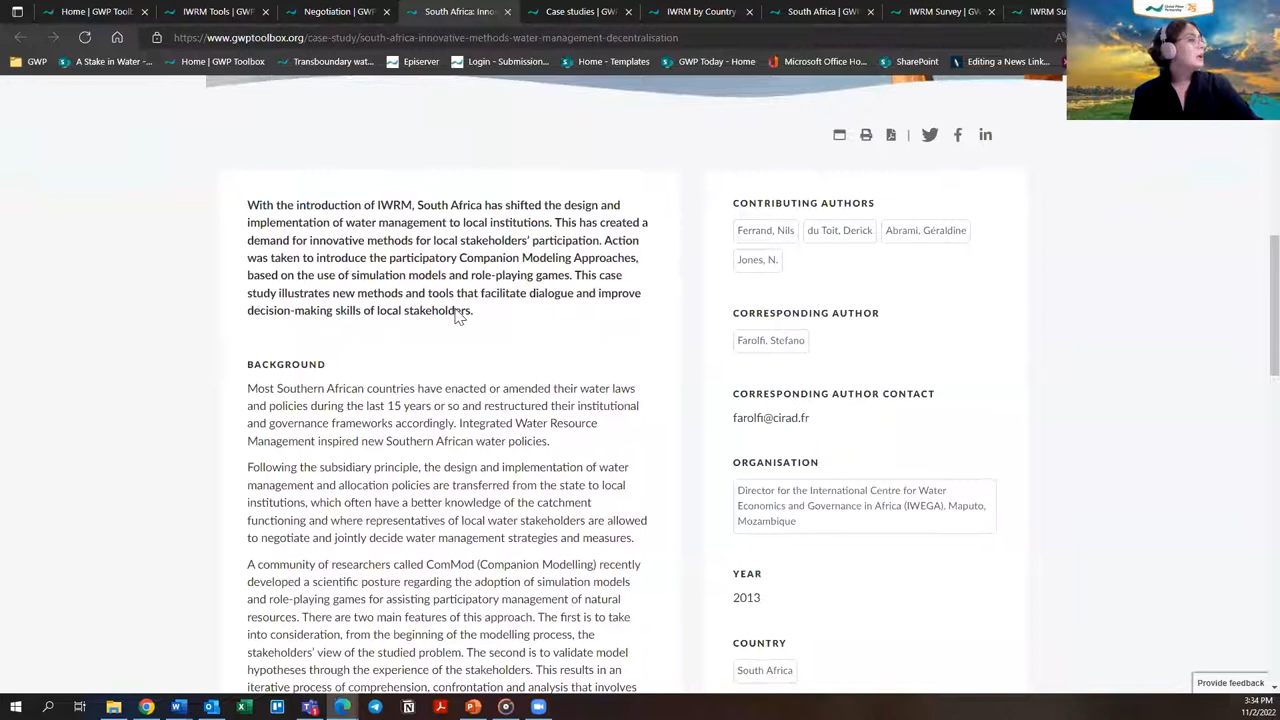 Home | GWP Toolb
IWRM Tools | GWP
Negotiation | GWP
South Africa: Inno
Case studies | GWP
IWRM by Country
South Africa | GWP
IWRM Survey | GW
IWRM Su
https://www.gwptoolbox.org/case-study/south-africa-innovative-methods-water-management-decentralisation
GWP
A Stake in Water -...
Home | GWP Toolbox
Transboundary wat...
Episerver
Login - Submission...
Home - Templates
GWP Today - Home
Microsoft Office Ho...
SharePoint
Editing a News Link...
With the introduction of IWRM, South Africa has shifted the design and
implementation of water management to local institutions. This has created a
demand for innovative methods for local stakeholders' participation. Action
was taken to introduce the participatory Companion Modeling Approaches,
based on the use of simulation models and role-playing games. This case
study illustrates new methods and tools that facilitate dialogue and improve
decision-making skills of local stakeholders.
BACKGROUND
Most Southern African countries have enacted or amended their water laws
and policies during the last 15 years or so and restructured their institutional
and governance frameworks accordingly. Integrated Water Resource
Management inspired new Southern African water policies.
Following the subsidiary principle, the design and implementation of water
management and allocation policies are transferred from the state to local
institutions, which often have a better knowledge of the catchment
functioning and where representatives of local water stakeholders are allowed
to negotiate and jointly decide water management strategies and measures.
A community of researchers called ComMod (Companion Modelling) recently
developed a scientific posture regarding the adoption of simulation models
and role-playing games for assisting participatory management of natural
resources. There are two main features of this approach. The first is to take
into consideration, from the beginning of the modelling process, the
stakeholders' view of the studied problem. The second is to validate model
hypotheses through the experience of the stakeholders. This results in an
iterative process of comprehension, confrontation and analysis that involves
CONTRIBUTING AUTHORS
Ferrand, Nils
du Toit, Derick
Abrami, Géraldine
Jones, N.
CORRESPONDING AUTHOR
Farolfi. Stefano
CORRESPONDING AUTHOR CONTACT
farolfi@cirad.fr
ORGANISATION
Director for the International Centre for Water
Economics and Governance in Africa (IWEGA). Maputo,
Mozambique
YEAR
2013
COUNTRY
South Africa
Provide feedback
3:34 PM
11/2/2022